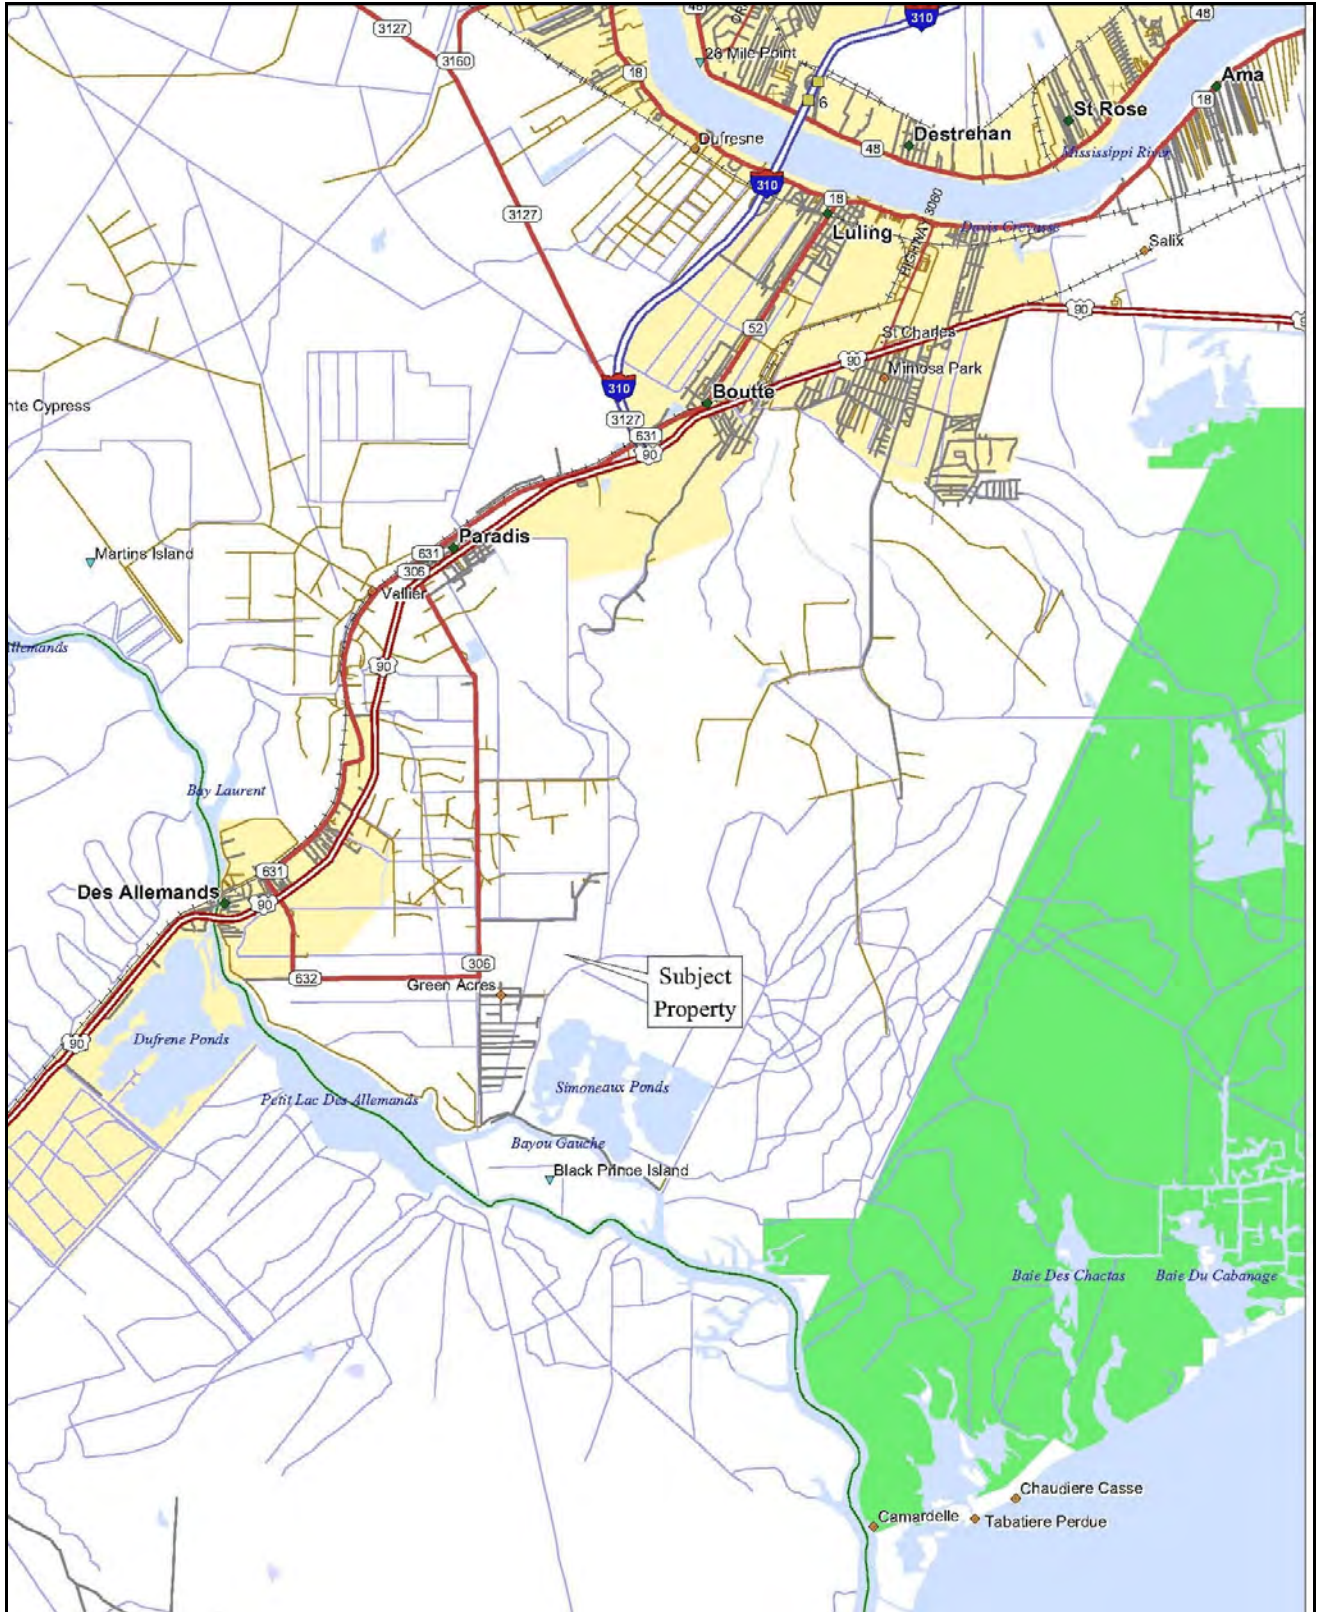 48
310
48
3127
28 Mile Point
3160
18
Ama
6
18
St Rose
Destrehan
Dufresne
48
Mississippi River
310
18
HIGHWAY 3060
3127
Luling
Davis Crevasse
Salix
90
52
St Charles
90
Mimosa Park
310
Boutte
3127
nte Cypress
631
90
Paradis
631
Martins Island
306
Vallier
llemands
90
Bay Laurent
631
Des Allemands
90
306
632
Green Acres
Subject
Property
90
Dufrene Ponds
Simoneaux Ponds
Petit Lac Des Allemands
Bayou Gauche
Black Prince Island
Baie Des Chactas
Baie Du Cabanage
Chaudiere Casse
Camardelle
Tabatiere Perdue